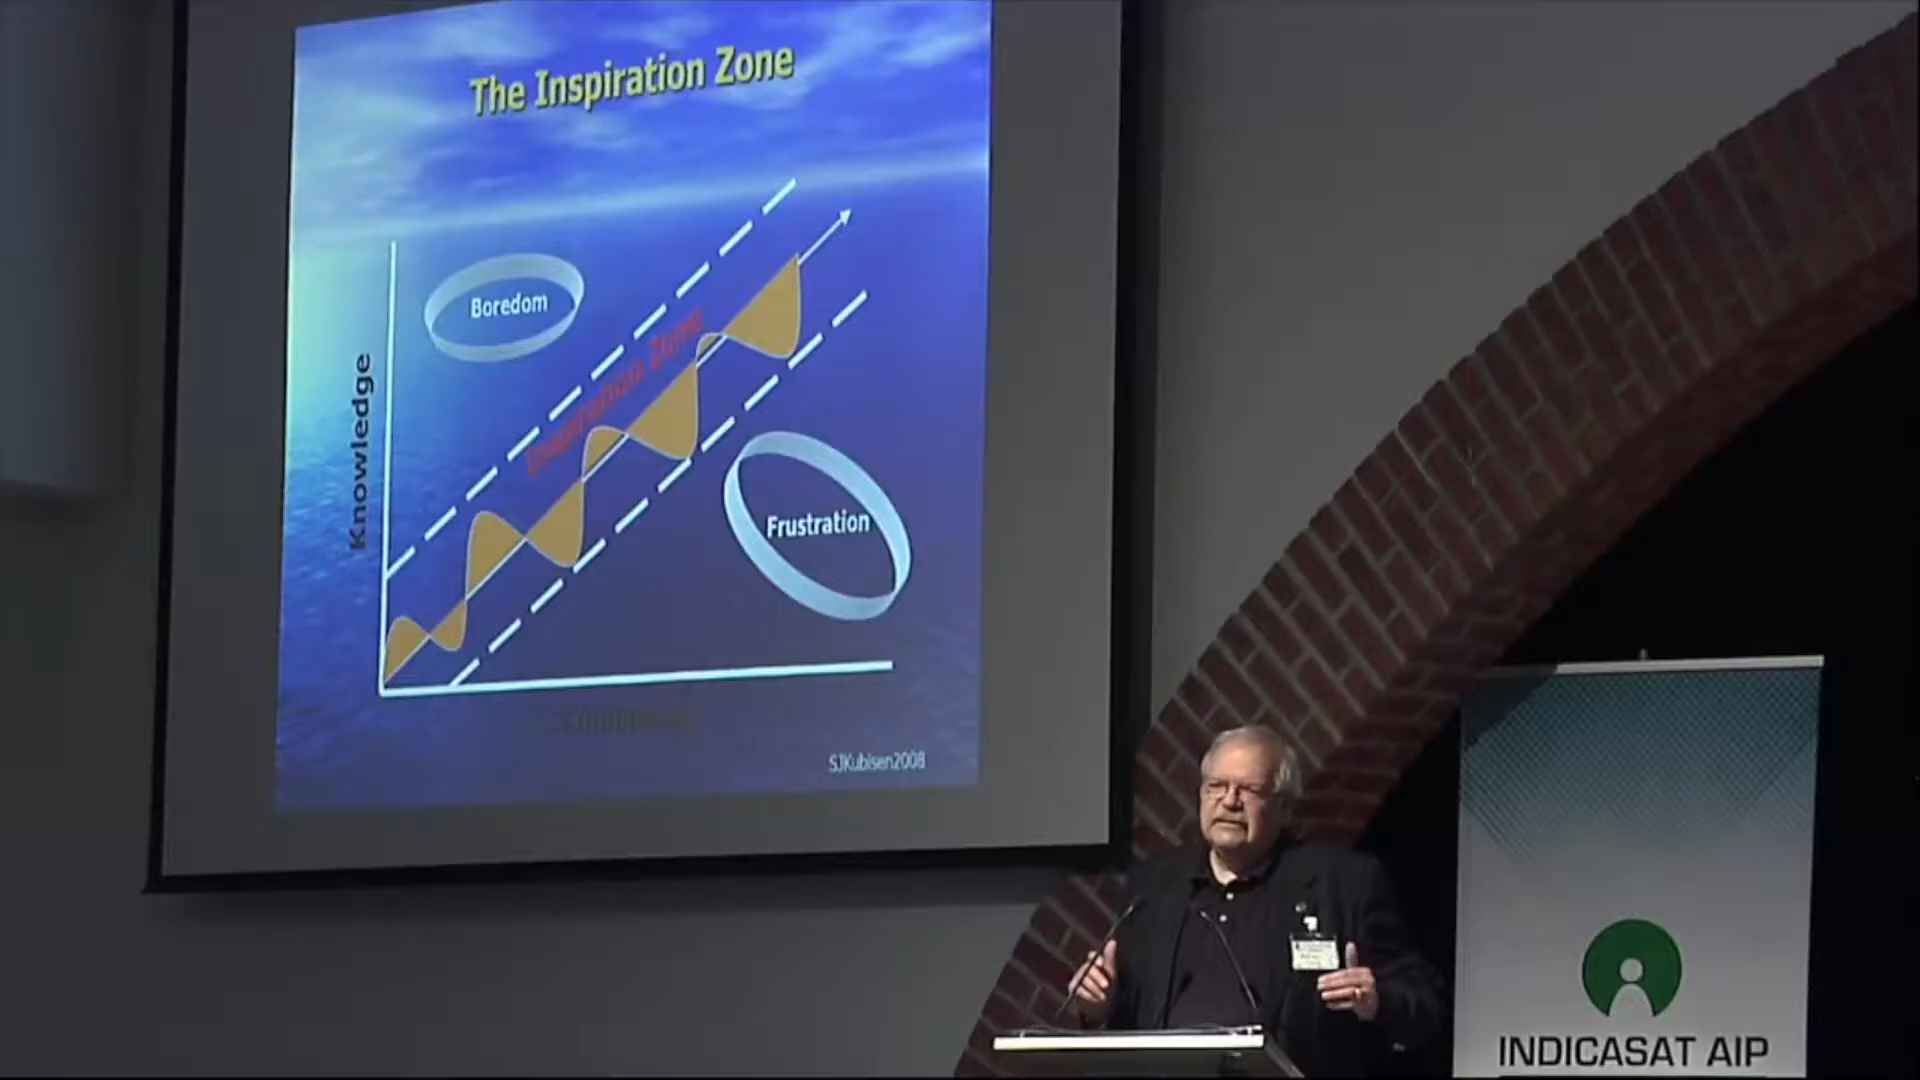 The Inspiration Zone
Boredom
Knowledge
Inspiration Zone
Frustration
SJKubisen2008
INDICASAT AIP